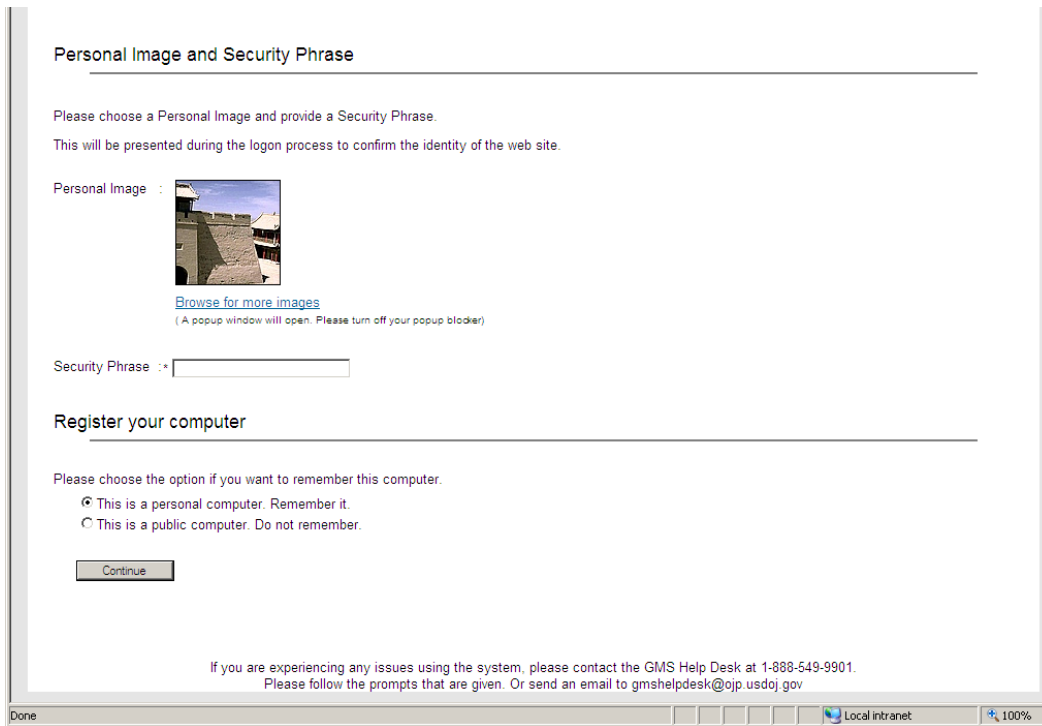 Personal Image and Security Phrase
Please choose a Personal Image and provide a Security Phrase.
This will be presented during the logon process to confirm the identity of the web site.
Personal Image :
Browse for more images
( A popup window will open. Please turn off your popup blocker)
Security Phrase :*
Register your computer
Please choose the option if you want to remember this computer.
This is a personal computer. Remember it.
This is a public computer. Do not remember.
Continue
If you are experiencing any issues using the system, please contact the GMS Help Desk at 1-888-549-9901.
Please follow the prompts that are given. Or send an email to gmshelpdesk@ojp.usdoj.gov
Done Local intranet 100%